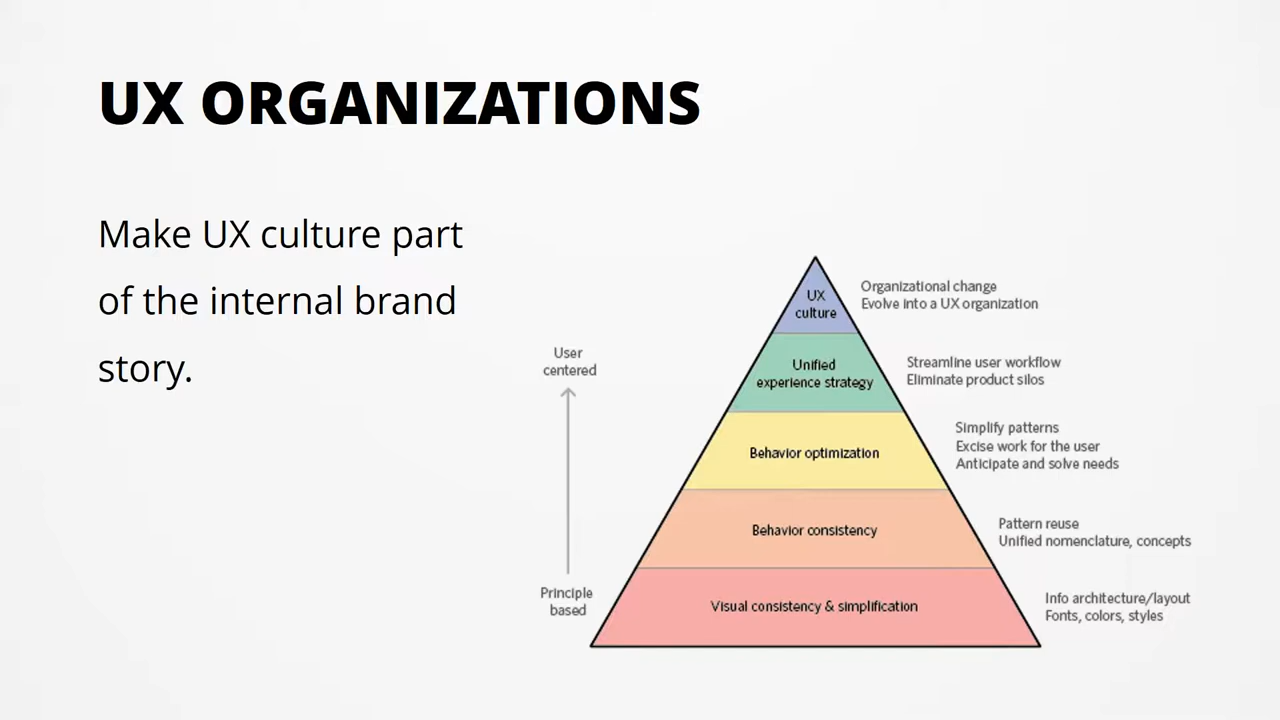 UX ORGANIZATIONS
Make UX culture part
of the internal brand
story.
User
centered
Principle
based
UX
culture
Organizational change
Evolve into a UX organization
Unified
experience strategy
Streamline user workflow
Eliminate product silos
Behavior optimization
Simplify patterns
Excise work for the user
Anticipate and solve needs
Behavior consistency
Pattern reuse
Unified nomenclature, concepts
Visual consistency & simplification
Info architecture/layout
Fonts, colors, styles